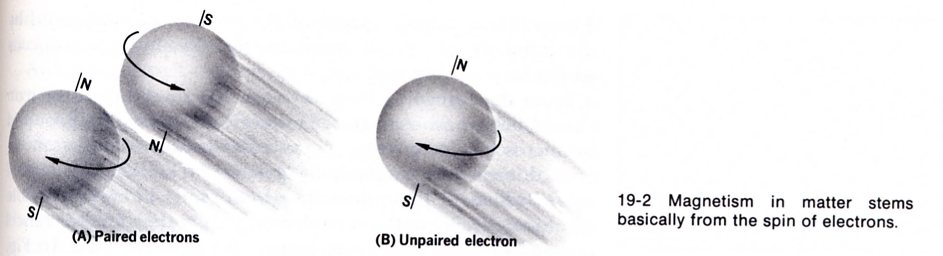 S
N
N
S
(A) Paired electrons
N
S
(B) Unpaired electron
19-2 Magnetism in matter stems
basically from the spin of electrons.